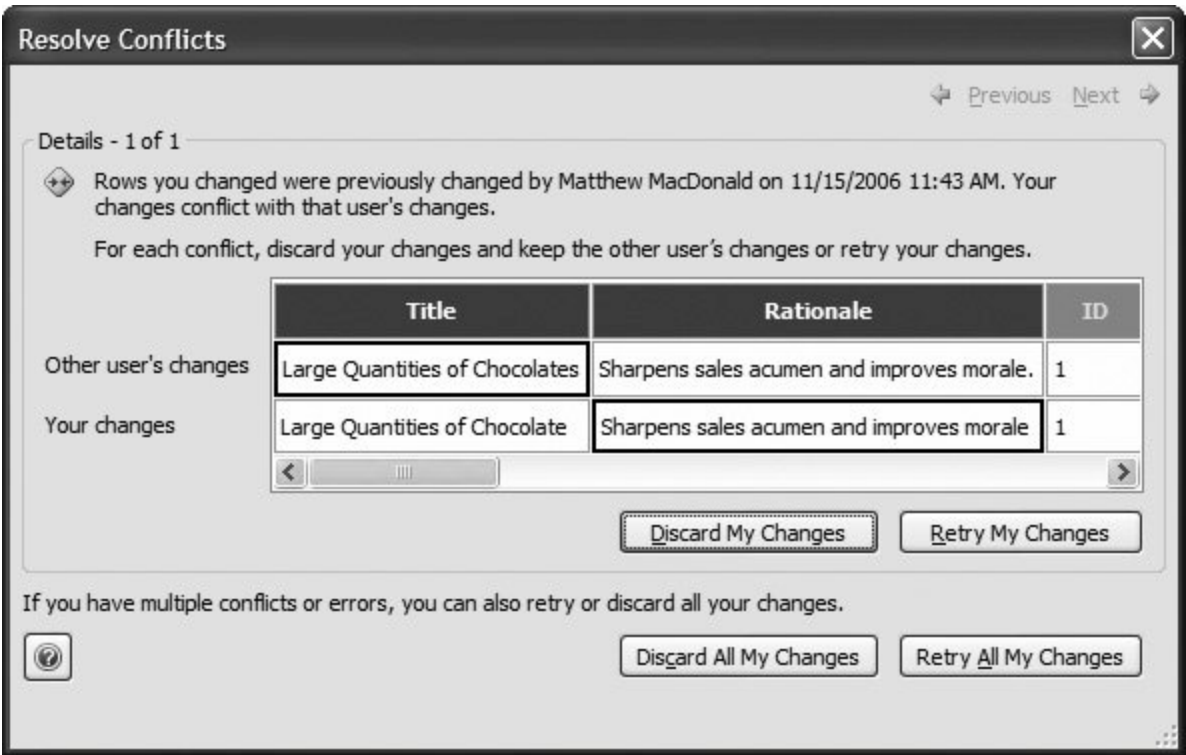 Resolve Conflicts
Previous Next
Details - 1 of 1
Rows you changed were previously changed by Matthew MacDonald on 11/15/2006 11:43 AM. Your
changes conflict with that user's changes.
For each conflict, discard your changes and keep the other user's changes or retry your changes.
Title Rationale ID
Other user's changes Large Quantities of Chocolates Sharpens sales acumen and improves morale. 1
Your changes Large Quantities of Chocolate Sharpens sales acumen and improves morale 1
Discard My Changes Retry My Changes
If you have multiple conflicts or errors, you can also retry or discard all your changes.
Discard All My Changes Retry All My Changes